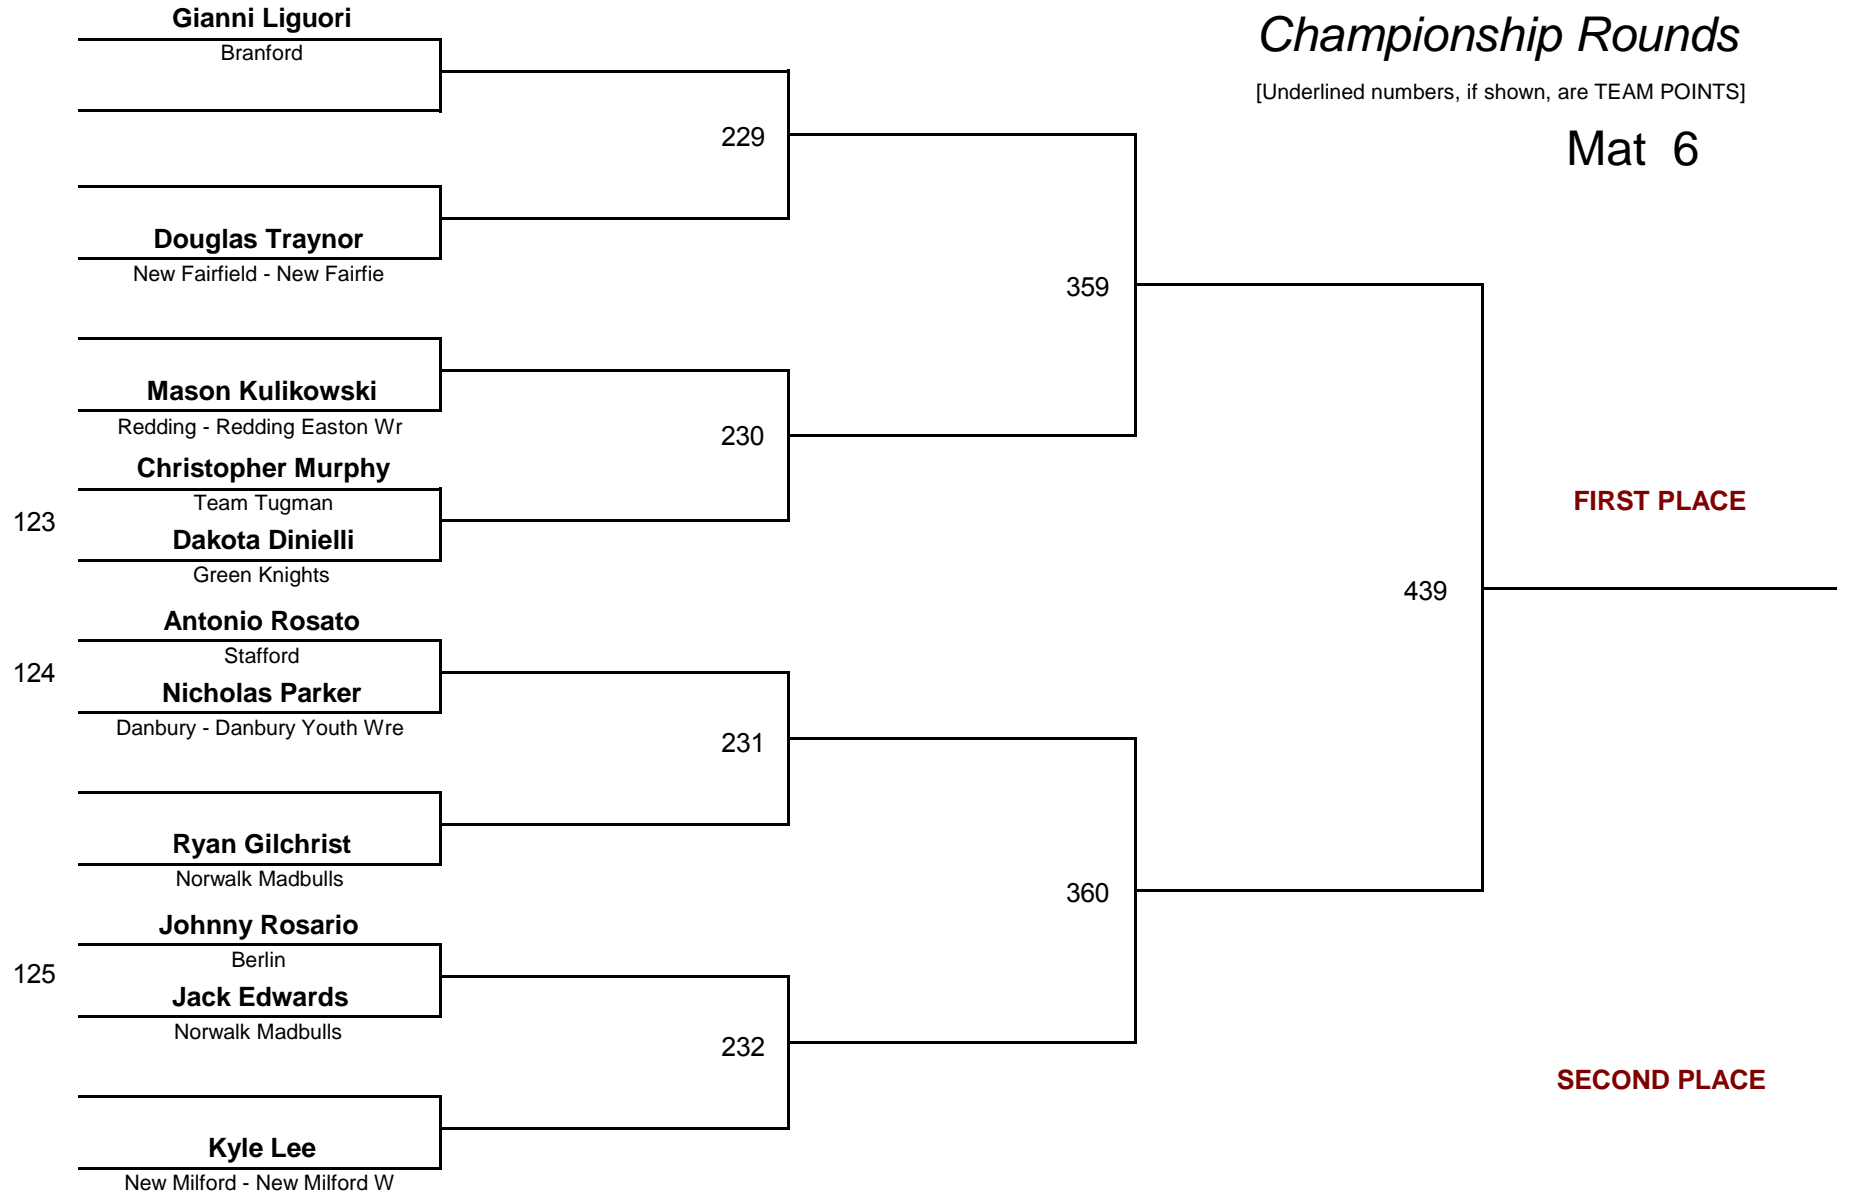 Gianni Liguori
Branford
Championship Rounds
[Underlined numbers, if shown, are TEAM POINTS]
229
Mat 6
Douglas Traynor
New Fairfield - New Fairfie
359
Mason Kulikowski
Redding - Redding Easton Wr
230
Christopher Murphy
Team Tugman
123
Dakota Dinielli
Green Knights
FIRST PLACE
439
Antonio Rosato
Stafford
124
Nicholas Parker
Danbury - Danbury Youth Wre
231
Ryan Gilchrist
Norwalk Madbulls
360
Johnny Rosario
Berlin
125
Jack Edwards
Norwalk Madbulls
232
SECOND PLACE
Kyle Lee
New Milford - New Milford W